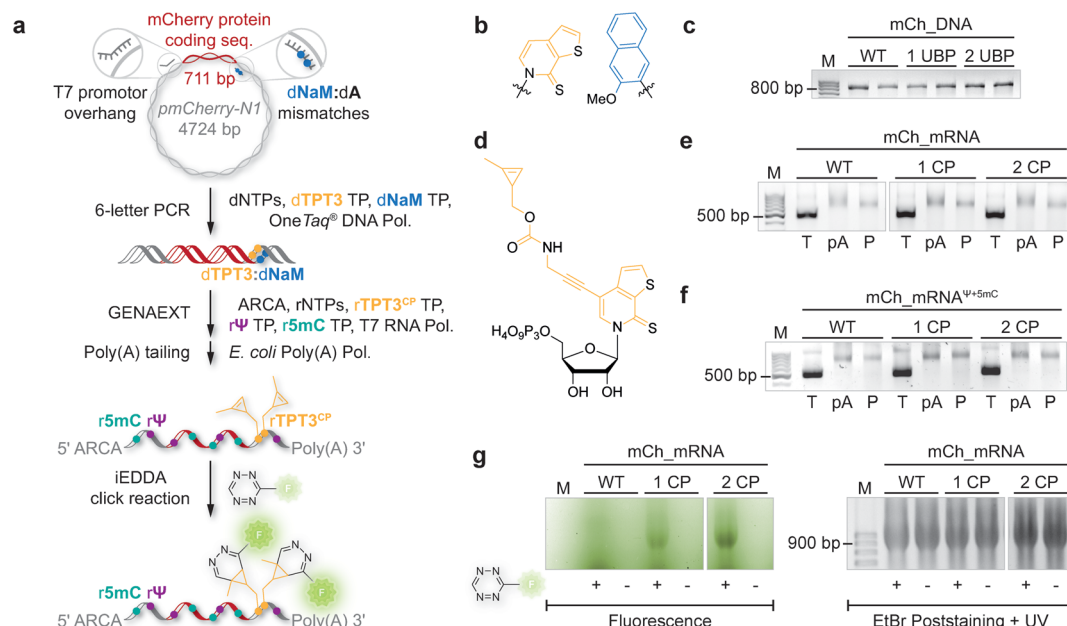 a
mCherry protein
coding seq.
711 bp
T7 promotor
overhang
pmCherry-N1
4724 bp
dNaM:dA
mismatches
6-letter PCR
dNTPs, dTPT3 TP, dNaM TP,
OneTaq® DNA Pol.
dTPT3:dNaM
GENAEXT
ARCA, rNTPs, rTPT3ᶜᴾ TP,
rΨ TP, r5mC TP, T7 RNA Pol.
Poly(A) tailing
E. coli Poly(A) Pol.
r5mC rΨ
rTPT3ᶜᴾ
5' ARCA
Poly(A) 3'
iEDDA
click reaction
N N
N N
F
F
N N N N
F
r5mC rΨ
5' ARCA
Poly(A) 3'
b
S
N
S
MeO
c
mCh_DNA
M WT 1 UBP 2 UBP
800 bp
d
O
O
NH
S
N
S
H₄O₉P₃O
O
OH OH
e
mCh_mRNA
M WT 1 CP 2 CP
500 bp
T pA P T pA P T pA P
f
mCh_mRNA^Ψ+5mC
M WT 1 CP 2 CP
500 bp
T pA P T pA P T pA P
g
mCh_mRNA
M WT 1 CP 2 CP
N N
N N
F
+ - + - + -
Fluorescence
mCh_mRNA
M WT 1 CP 2 CP
900 bp
+ - + - + -
EtBr Poststaining + UV